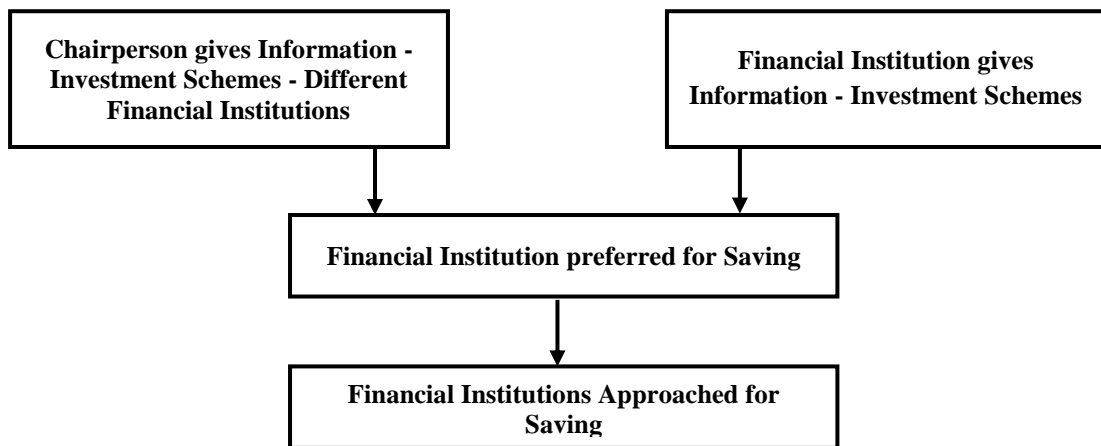 Chairperson gives Information -
Investment Schemes - Different
Financial Institutions
Financial Institution gives
Information - Investment Schemes
Financial Institution preferred for Saving
Financial Institutions Approached for
Saving